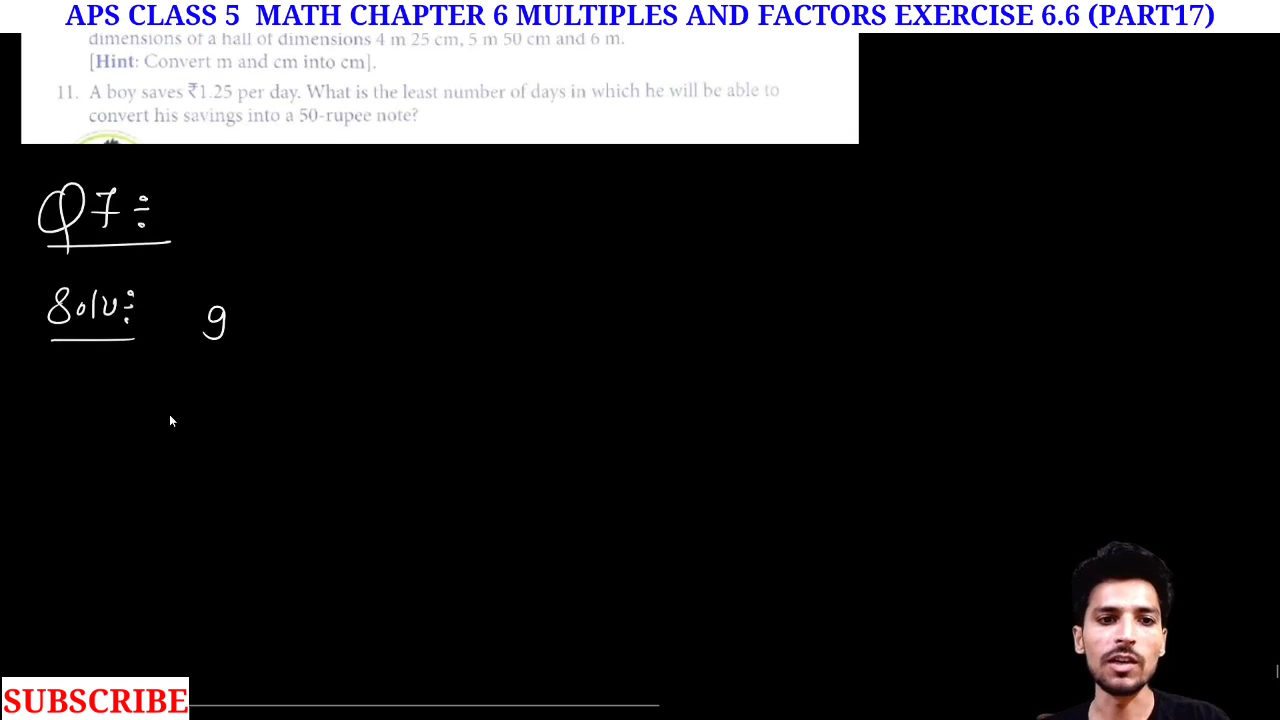 APS CLASS 5 MATH CHAPTER 6 MULTIPLES AND FACTORS EXERCISE 6.6 (PART17)
dimensions of a hall of dimensions 4 m 25 cm, 5 m 50 cm and 6 m.
[Hint: Convert m and cm into cm].
11. A boy saves ₹1.25 per day. What is the least number of days in which he will be able to
convert his savings into a 50-rupee note?
Q7÷
Solu÷ 9
SUBSCRIBE